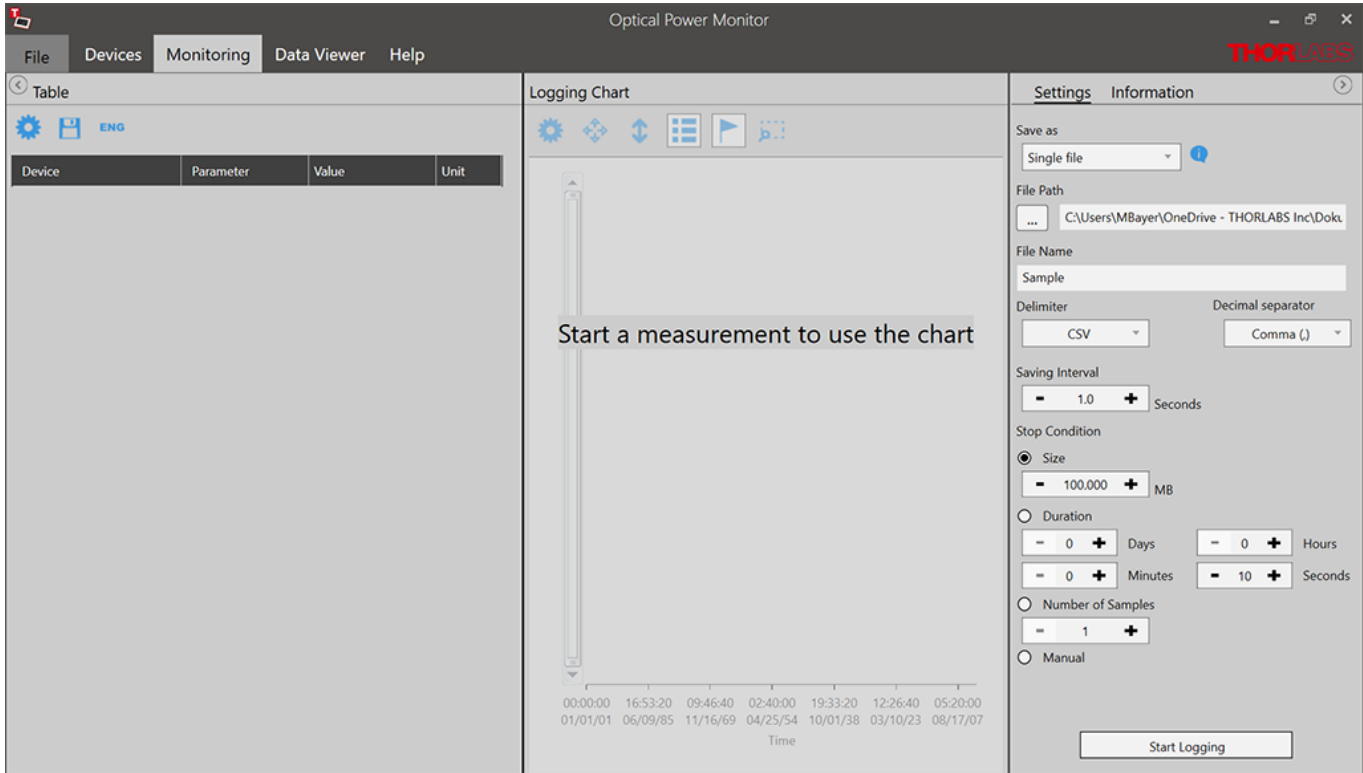 Optical Power Monitor
File Devices Monitoring Data Viewer Help
THORLABS
Table
ENG
Device Parameter Value Unit
Logging Chart
Start a measurement to use the chart
00:00:00 16:53:20 09:46:40 02:40:00 19:33:20 12:26:40 05:20:00
01/01/01 06/09/85 11/16/69 04/25/54 10/01/38 03/10/23 08/17/07
Time
Settings Information
Save as
Single file
File Path
... C:\Users\MBayer\OneDrive - THORLABS Inc\Doku
File Name
Sample
Delimiter Decimal separator
CSV Comma (,)
Saving Interval
- 1.0 + Seconds
Stop Condition
Size
- 100.000 + MB
Duration
- 0 + Days - 0 + Hours
- 0 + Minutes - 10 + Seconds
Number of Samples
- 1 +
Manual
Start Logging